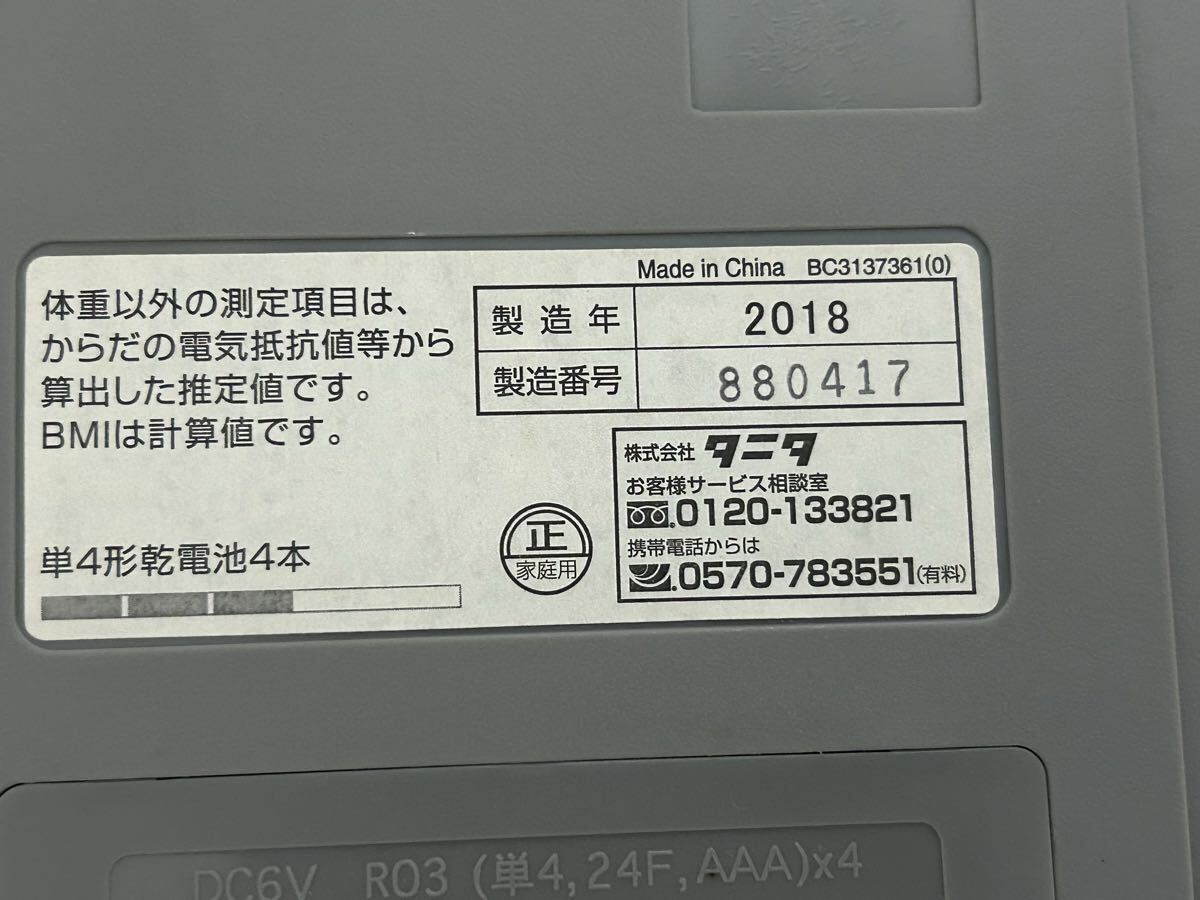 Made in China BC3137361(0)
体重以外の測定項目は、
からだの電気抵抗値等から
算出した推定値です。
BMIは計算値です。
製造年 2018
製造番号 880417
株式会社 タニタ
お客様サービス相談室
0120-133821
携帯電話からは
0570-783551(有料)
正
家庭用
単4形乾電池4本
DC6V R03 (単4,24F,AAA)x4